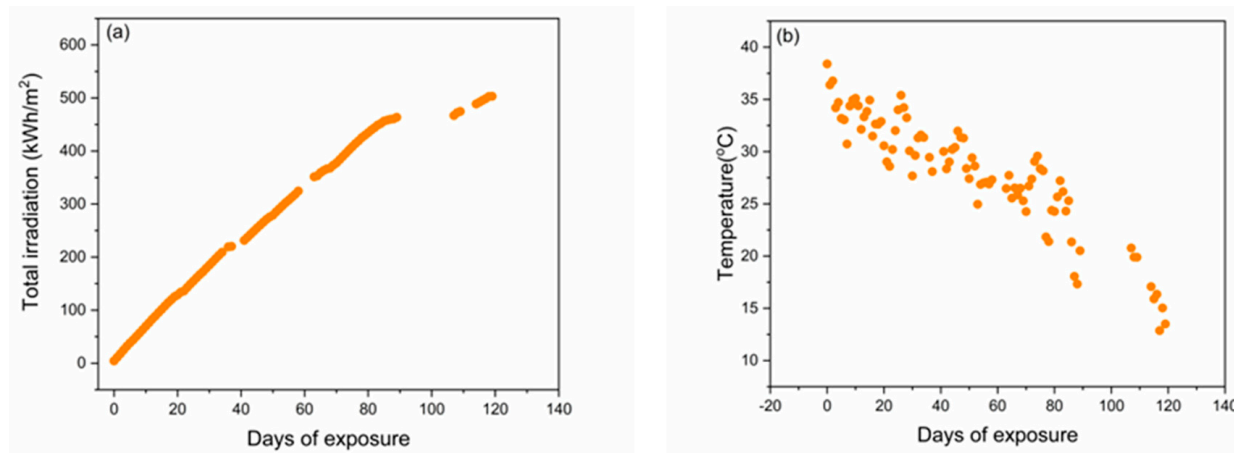 (a)
600
500
400
300
200
100
0
Total irradiation (kWh/m²)
0 20 40 60 80 100 120 140
Days of exposure
(b)
40
35
30
25
20
15
10
Temperature(°C)
-20 0 20 40 60 80 100 120 140
Days of exposure